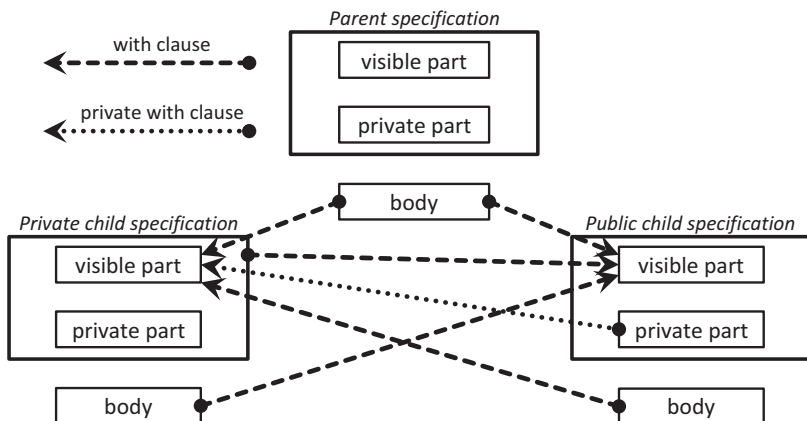 Parent specification
with clause
visible part
private with clause
private part
body
Private child specification
Public child specification
visible part
visible part
private part
private part
body
body